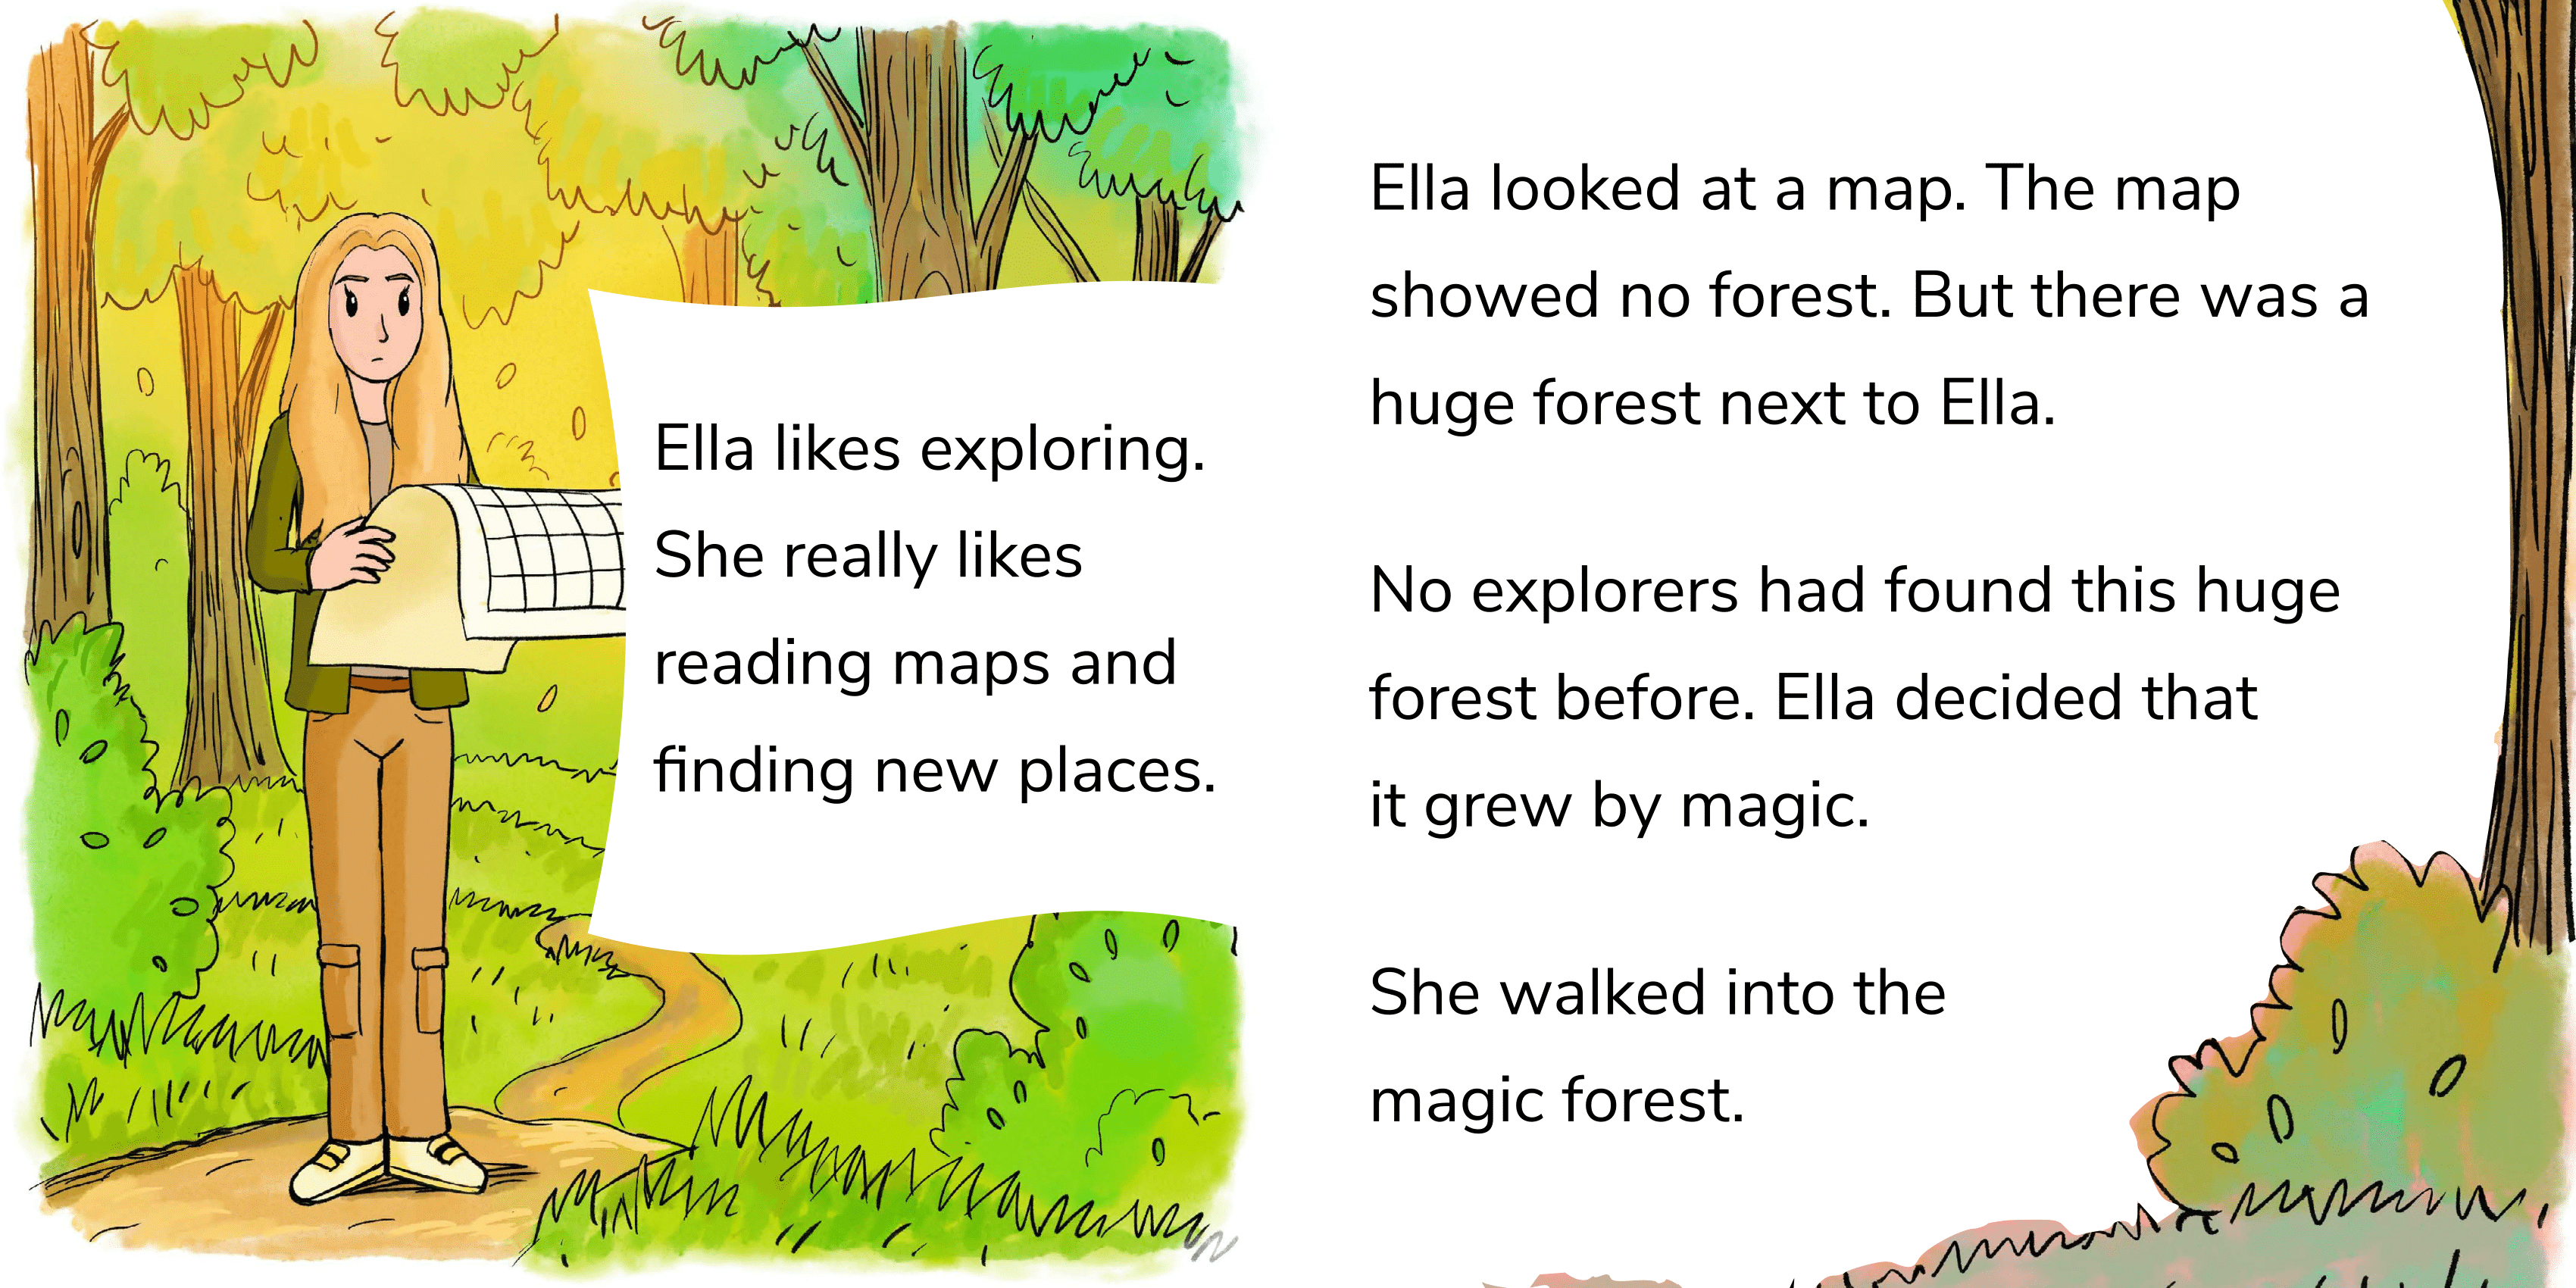 Ella likes exploring.
She really likes
reading maps and
finding new places.
Ella looked at a map. The map
showed no forest. But there was a
huge forest next to Ella.
No explorers had found this huge
forest before. Ella decided that
it grew by magic.
She walked into the
magic forest.